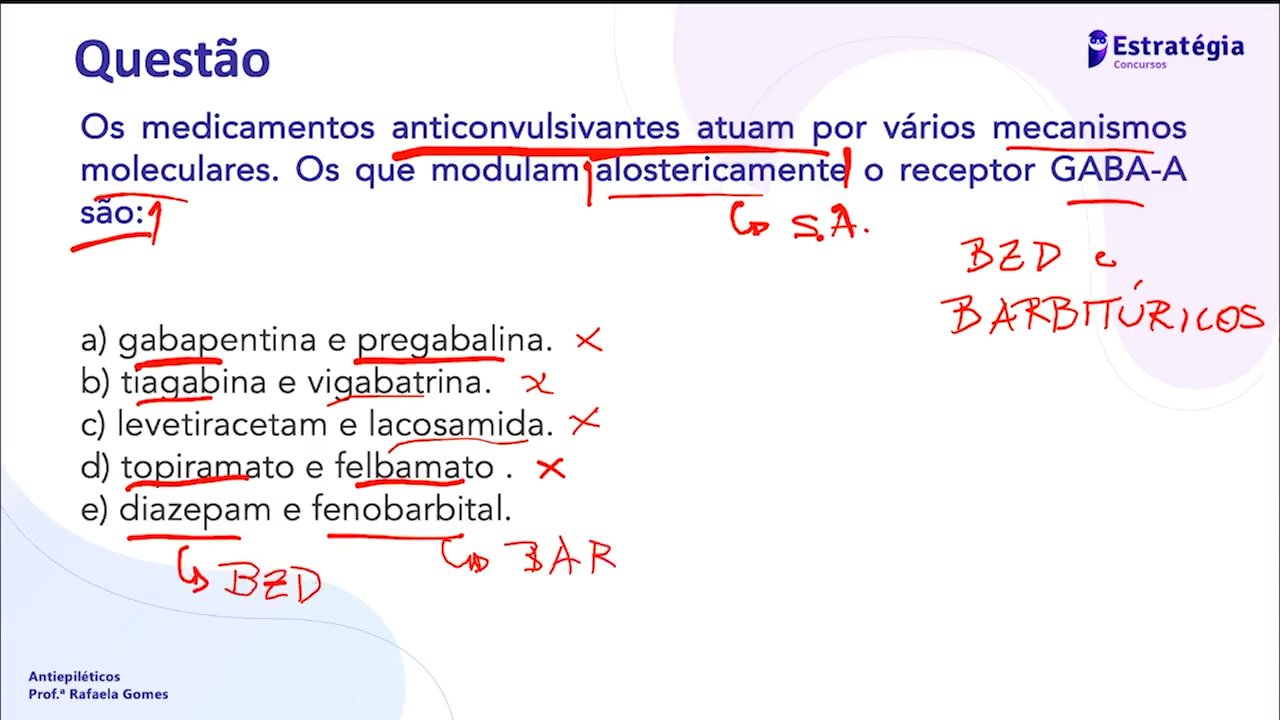 Questão
Estratégia
Concursos
Os medicamentos anticonvulsivantes atuam por vários mecanismos
moleculares. Os que modulam alostericamente o receptor GABA-A
são:
S.A.
BZD e
BARBITÚRICOS
a) gabapentina e pregabalina. X
b) tiagabina e vigabatrina. x
c) levetiracetam e lacosamida. X
d) topiramato e felbamato . X
e) diazepam e fenobarbital.
BZD
BAR
Antiepiléticos
Prof.ª Rafaela Gomes